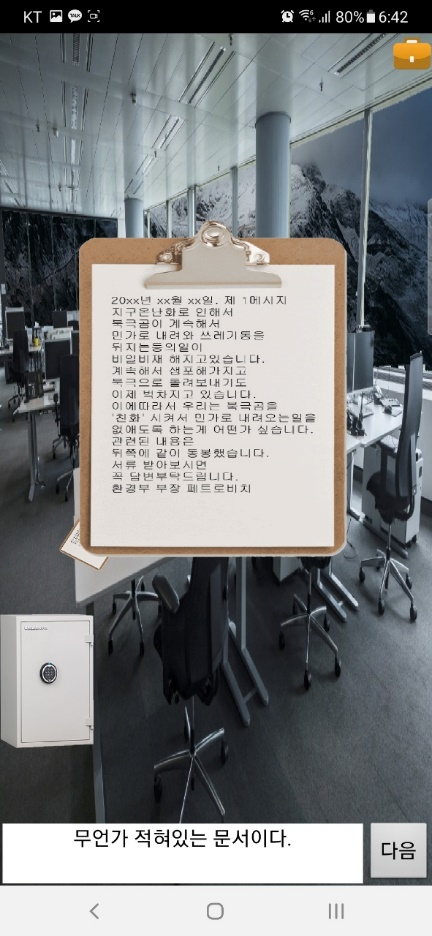 KT
80%
6:42
20xx년 xx월 xx일. 제 1메시지
지구온난화로 인해서
북극곰이 계속해서
민가로 내려와 쓰레기통을
뒤지는등의일이
비일비재 해지고있습니다.
계속해서 생포해가지고
북극으로 돌려보내기도
이제 벅차지고 있습니다.
이에따라서 우리는 북극곰을
'친화' 시켜서 민가로 내려오는일을
없애도록 하는게 어떤가 싶습니다.
관련된 내용은
뒤쪽에 같이 동봉했습니다.
서류 받아보시면
꼭 답변부탁드립니다.
환경부 부장 페트로비치
무언가 적혀있는 문서이다.
다음